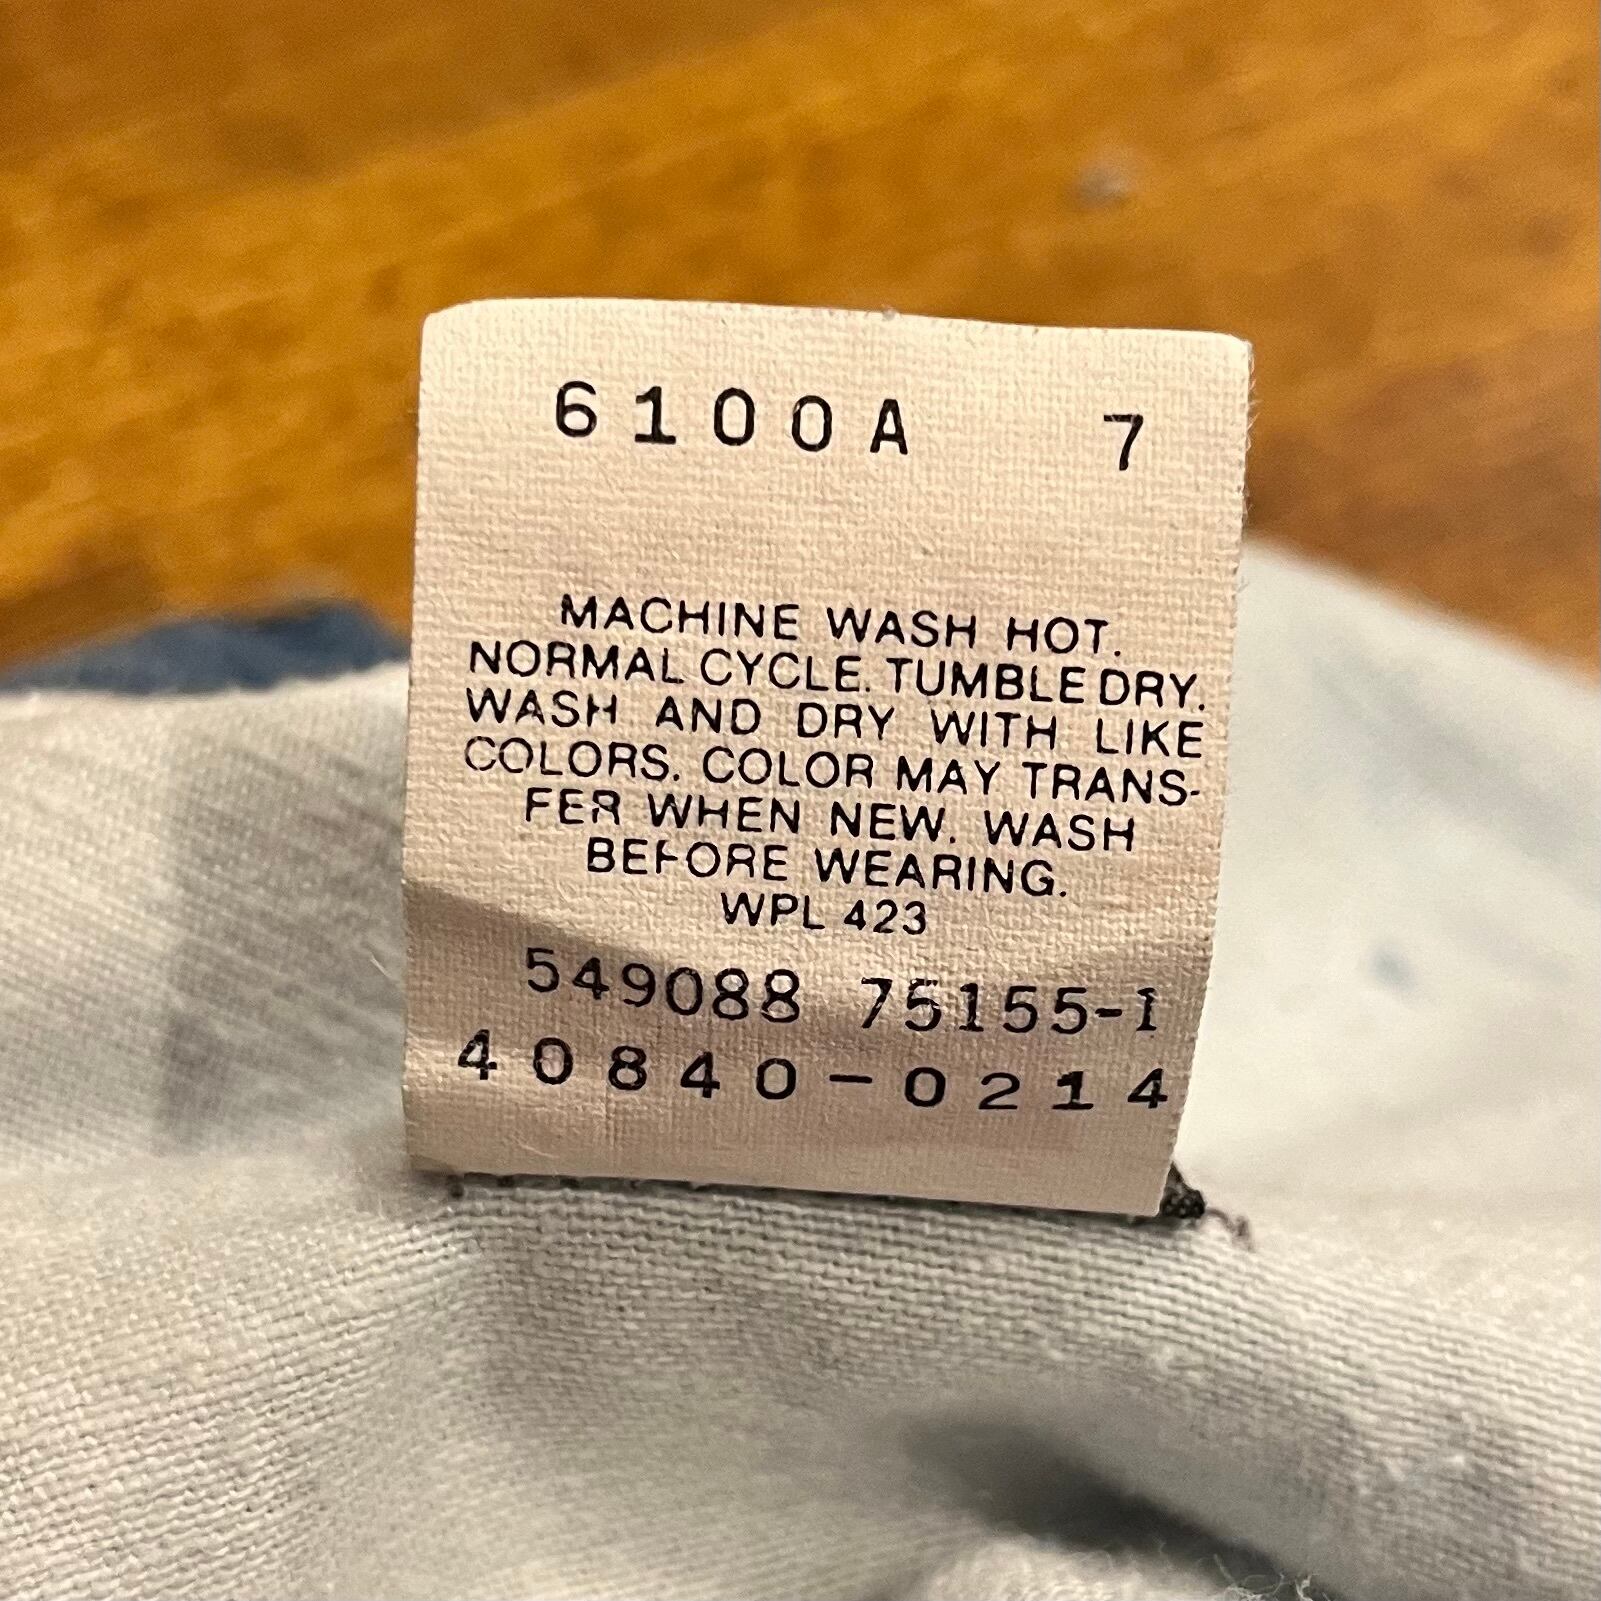 6100A 7
MACHINE WASH HOT.
NORMAL CYCLE. TUMBLE DRY.
WASH AND DRY WITH LIKE
COLORS. COLOR MAY TRANS-
FER WHEN NEW. WASH
BEFORE WEARING.
WPL 423
549088 75155-1
40840-0214